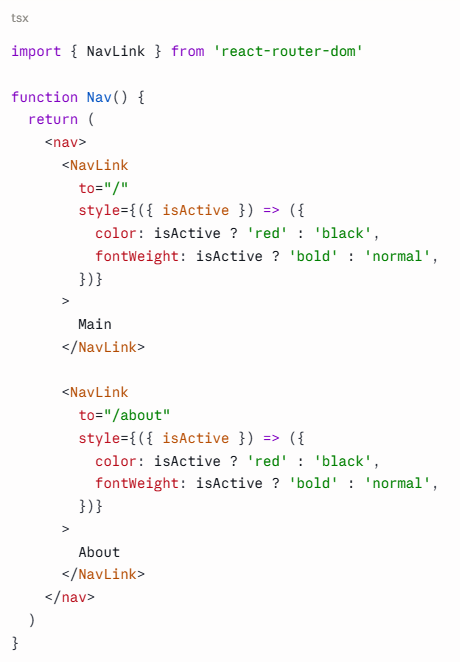 tsx
import { NavLink } from 'react-router-dom'
function Nav() {
  return (
    <nav>
      <NavLink
        to="/"
        style={({ isActive }) => ({
          color: isActive ? 'red' : 'black',
          fontWeight: isActive ? 'bold' : 'normal',
        })}
      >
        Main
      </NavLink>
      <NavLink
        to="/about"
        style={({ isActive }) => ({
          color: isActive ? 'red' : 'black',
          fontWeight: isActive ? 'bold' : 'normal',
        })}
      >
        About
      </NavLink>
    </nav>
  )
}